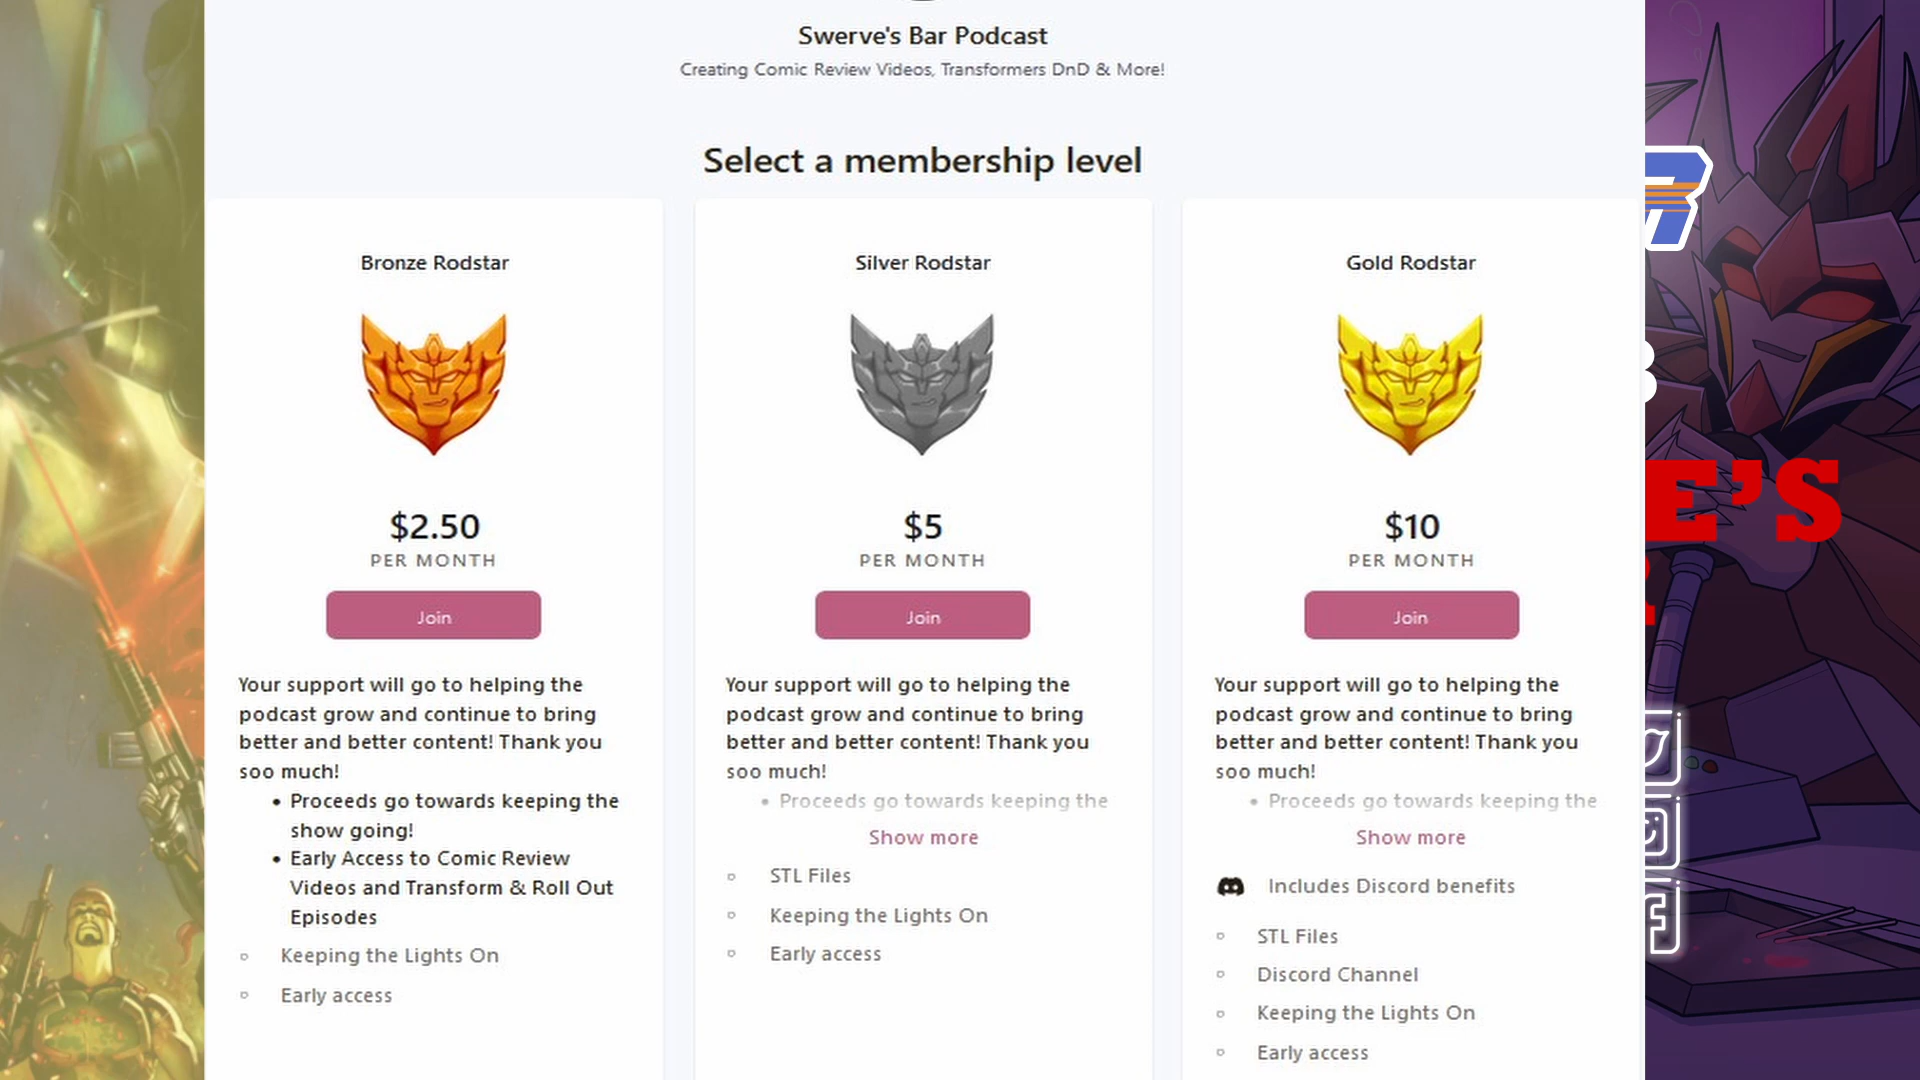 Swerve's Bar Podcast
Creating Comic Review Videos, Transformers DnD & More!
Select a membership level
Bronze Rodstar
$2.50
PER MONTH
Join
Your support will go to helping the
podcast grow and continue to bring
better and better content! Thank you
soo much!
• Proceeds go towards keeping the
show going!
• Early Access to Comic Review
Videos and Transform & Roll Out
Episodes
Keeping the Lights On
Early access
Silver Rodstar
$5
PER MONTH
Join
Your support will go to helping the
podcast grow and continue to bring
better and better content! Thank you
soo much!
• Proceeds go towards keeping the
Show more
STL Files
Keeping the Lights On
Early access
Gold Rodstar
$10
PER MONTH
Join
Your support will go to helping the
podcast grow and continue to bring
better and better content! Thank you
soo much!
• Proceeds go towards keeping the
Show more
Includes Discord benefits
STL Files
Discord Channel
Keeping the Lights On
Early access
E'S